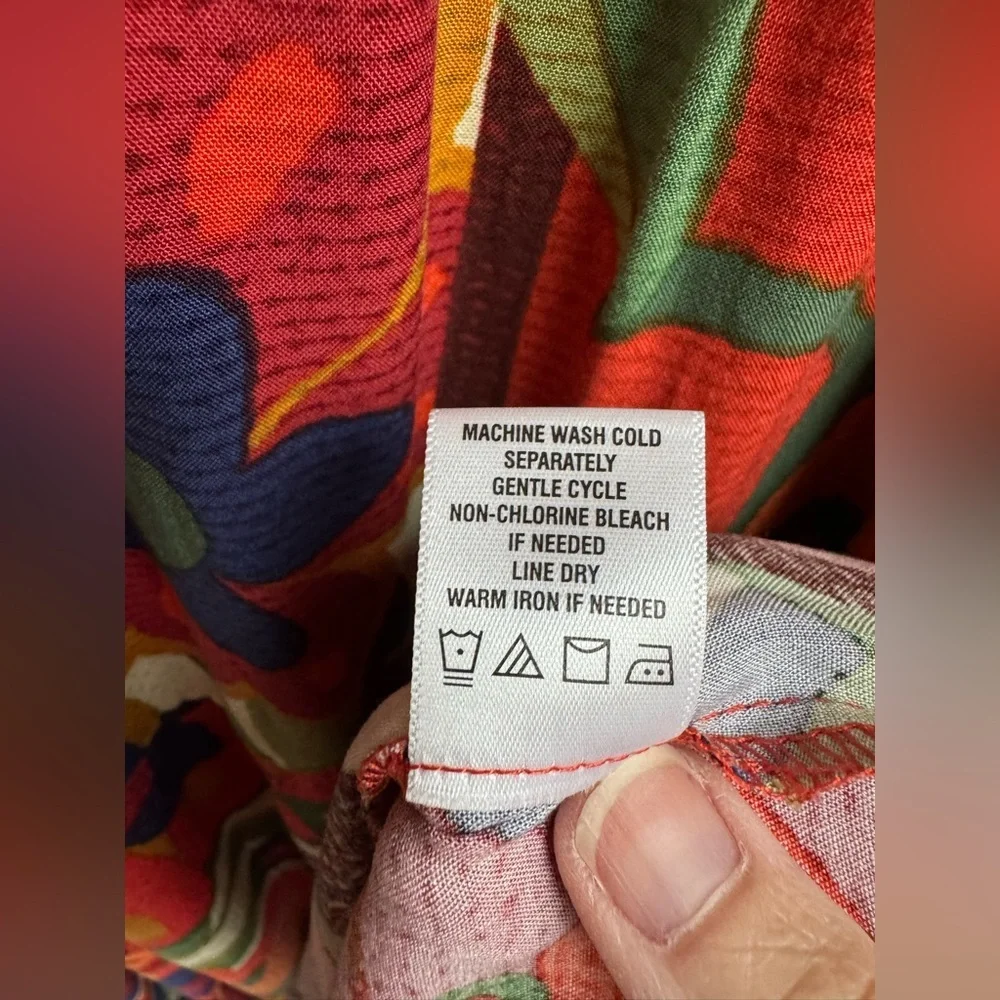 MACHINE WASH COLD
SEPARATELY
GENTLE CYCLE
NON-CHLORINE BLEACH
IF NEEDED
LINE DRY
WARM IRON IF NEEDED